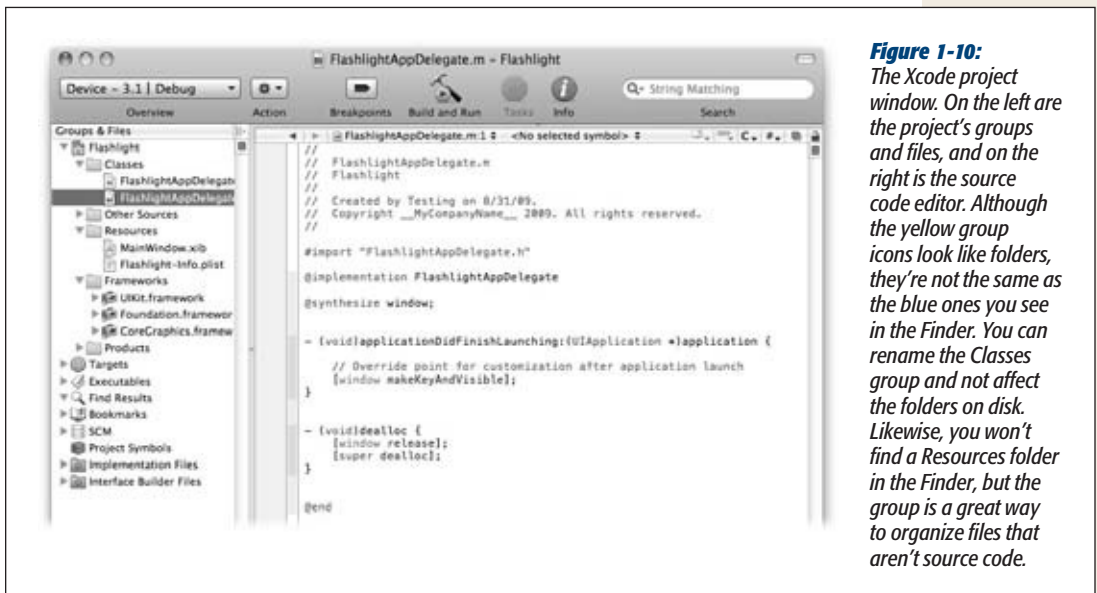 FlashlightAppDelegate.m - Flashlight
Device - 3.1 | Debug
String Matching
Overview
Action
Breakpoints
Build and Run
Tasks
Info
Search
Groups & Files
Flashlight
Classes
FlashlightAppDelegate
FlashlightAppDelegat
Other Sources
Resources
MainWindow.xib
Flashlight-Info.plist
Frameworks
UIKit.framework
Foundation.framewor
CoreGraphics.framew
Products
Targets
Executables
Find Results
Bookmarks
SCM
Project Symbols
Implementation Files
Interface Builder Files
FlashlightAppDelegate.m:1 <No selected symbol>
C, #,
//
// FlashlightAppDelegate.m
// Flashlight
//
// Created by Testing on 8/31/09.
// Copyright __MyCompanyName__ 2009. All rights reserved.
//
#import "FlashlightAppDelegate.h"
@implementation FlashlightAppDelegate
@synthesize window;
- (void)applicationDidFinishLaunching:(UIApplication *)application {
// Override point for customization after application launch
[window makeKeyAndVisible];
}
- (void)dealloc {
[window release];
[super dealloc];
}
@end
Figure 1-10:
The Xcode project
window. On the left are
the project's groups
and files, and on the
right is the source
code editor. Although
the yellow group
icons look like folders,
they're not the same as
the blue ones you see
in the Finder. You can
rename the Classes
group and not affect
the folders on disk.
Likewise, you won't
find a Resources folder
in the Finder, but the
group is a great way
to organize files that
aren't source code.